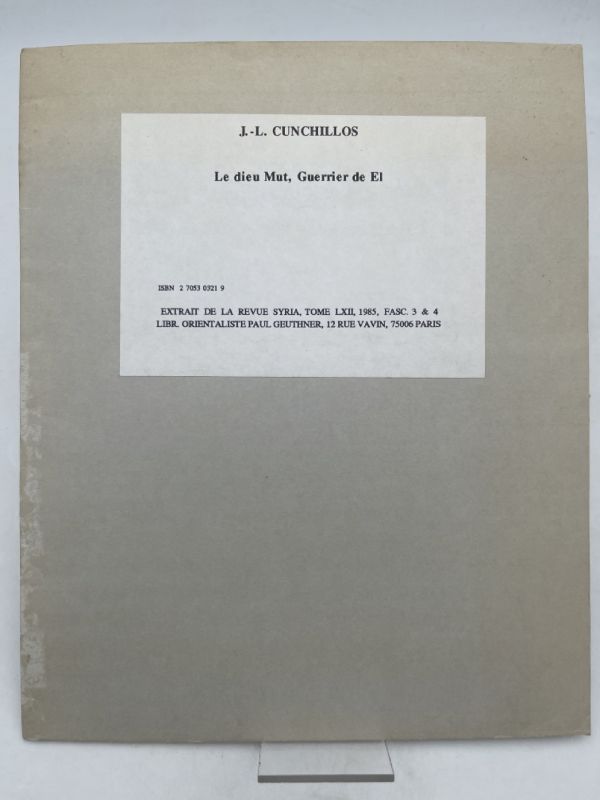 J.-L. CUNCHILLOS
Le dieu Mut, Guerrier de El
ISBN 2 7053 0321 9
EXTRAIT DE LA REVUE SYRIA, TOME LXII, 1985, FASC. 3 & 4
LIBR. ORIENTALISTE PAUL GEUTHNER, 12 RUE VAVIN, 75006 PARIS